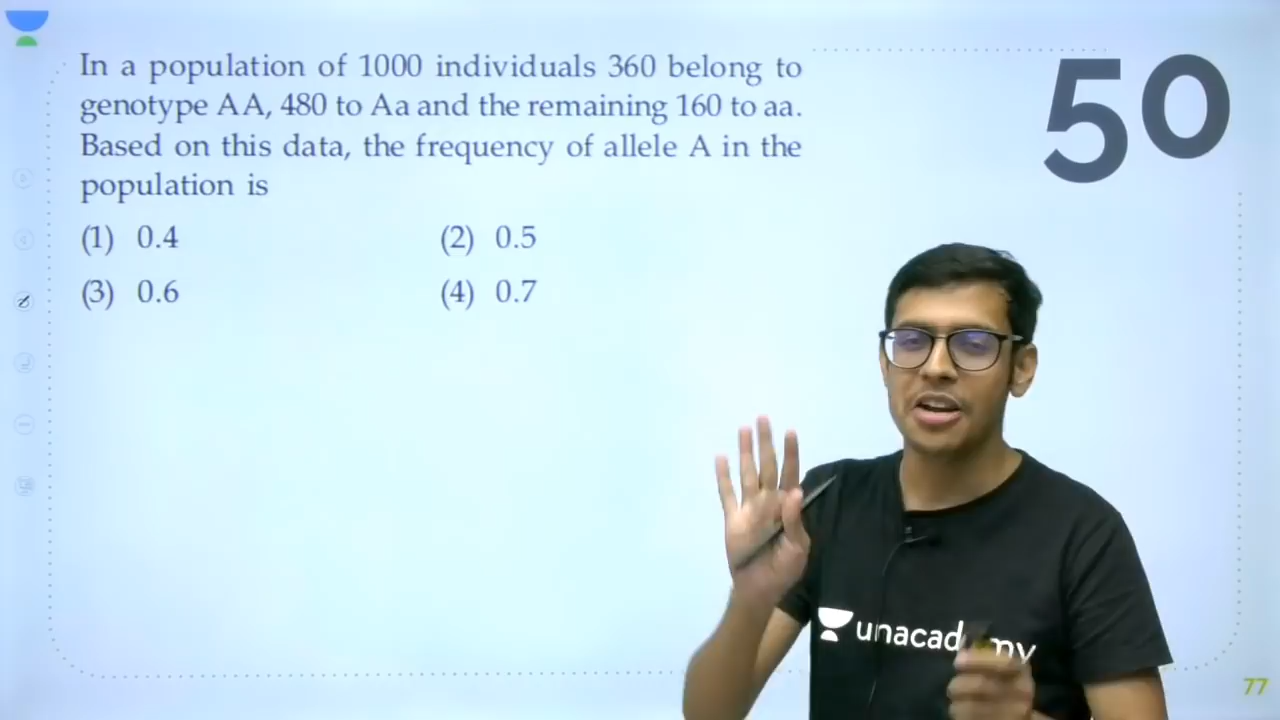 In a population of 1000 individuals 360 belong to
genotype AA, 480 to Aa and the remaining 160 to aa.
Based on this data, the frequency of allele A in the
population is
(1) 0.4 (2) 0.5
(3) 0.6 (4) 0.7
50
unacademy
77